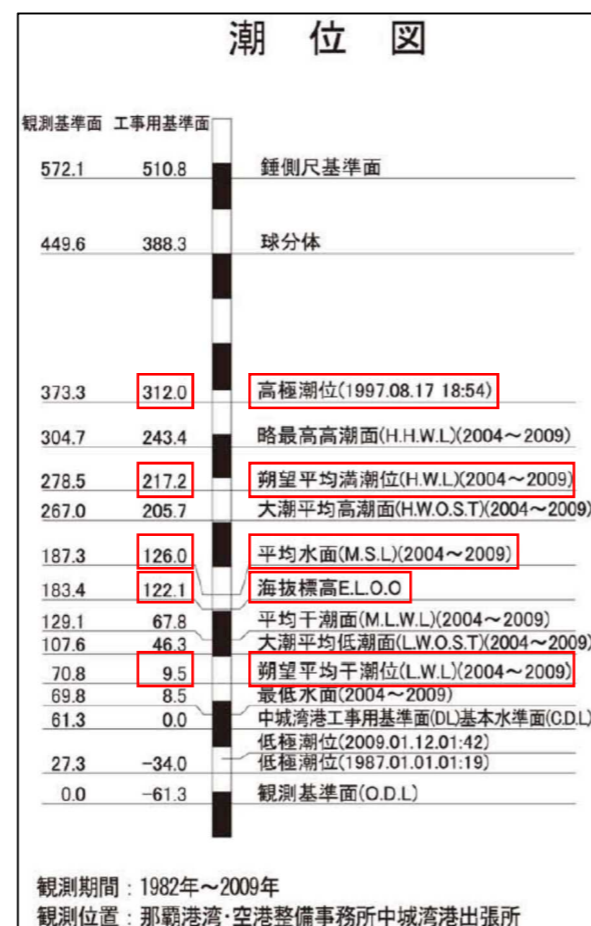 潮 位 図
観測基準面 工事用基準面
572.1 510.8 錘側尺基準面
449.6 388.3 球分体
373.3 312.0 高極潮位(1997.08.17 18:54)
304.7 243.4 略最高高潮面(H.H.W.L)(2004～2009)
278.5 217.2 朔望平均満潮位(H.W.L)(2004～2009)
267.0 205.7 大潮平均高潮面(H.W.O.S.T)(2004～2009)
187.3 126.0 平均水面(M.S.L)(2004～2009)
183.4 122.1 海抜標高E.L.O.O
129.1 67.8 平均干潮面(M.L.W.L)(2004～2009)
107.6 46.3 大潮平均低潮面(L.W.O.S.T)(2004～2009)
70.8 9.5 朔望平均干潮位(L.W.L)(2004～2009)
69.8 8.5 最低水面(2004～2009)
61.3 0.0 中城湾港工事用基準面(DL)基本水準面(C.D.L)
低極潮位(2009.01.12.01:42)
27.3 -34.0 低極潮位(1987.01.01.01:19)
0.0 -61.3 観測基準面(O.D.L)
観測期間：1982年～2009年
観測位置：那覇港湾・空港整備事務所中城湾港出張所